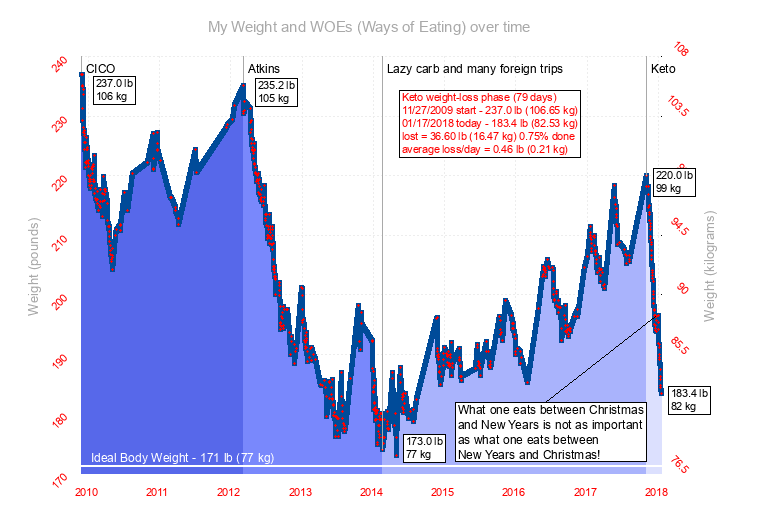 My Weight and WOEs (Ways of Eating) over time
CICO
Atkins
Lazy carb and many foreign trips
Keto
237.0 lb
106 kg
235.2 lb
105 kg
Keto weight-loss phase (79 days)
11/27/2009 start - 237.0 lb (106.65 kg)
01/17/2018 today - 183.4 lb (82.53 kg)
lost = 36.60 lb (16.47 kg) 0.75% done
average loss/day = 0.46 lb (0.21 kg)
220.0 lb
99 kg
183.4 lb
82 kg
173.0 lb
77 kg
What one eats between Christmas
and New Years is not as important
as what one eats between
New Years and Christmas!
Ideal Body Weight - 171 lb (77 kg)
Weight (pounds)
240
230
220
210
200
190
180
170
Weight (kilograms)
108
103.5
94.5
90
85.5
76.5
2010
2011
2012
2013
2014
2015
2016
2017
2018